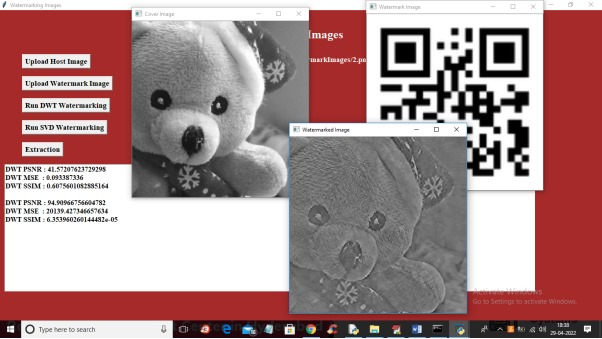 Watermarking Images
Cover Image
Watermark Image
Images
rmarkImages/2.pn
Upload Host Image
Upload Watermark Image
Run DWT Watermarking
Run SVD Watermarking
Extraction
Watermarked Image
DWT PSNR : 41.57207623729298
DWT MSE : 0.093387336
DWT SSIM : 0.6075601082885164
DWT PSNR : 94.90966756604782
DWT MSE : 20139.427346657634
DWT SSIM : 6.353960260144482e-05
Activate Windows
Go to Settings to activate Windows.
Type here to search
18:38
29-04-2022